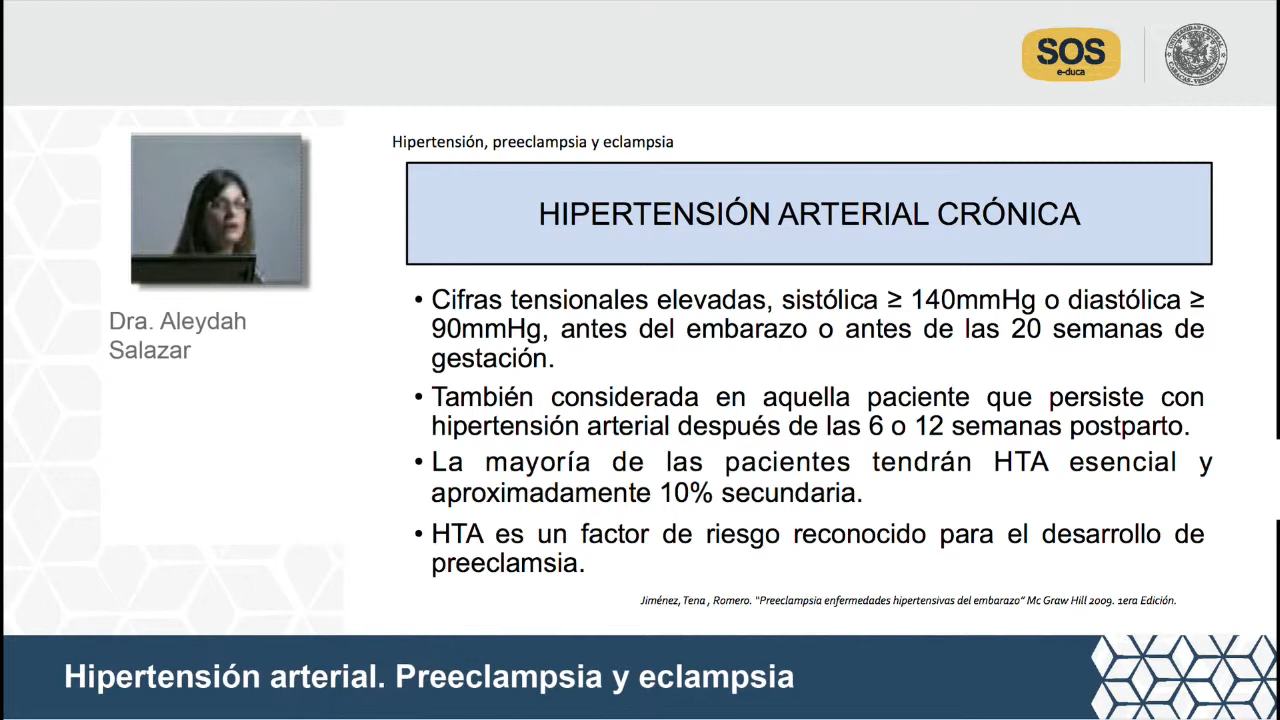 SOS
e-duca
UNIVERSIDAD CENTRAL
CARACAS-VENEZUELA
Hipertensión, preeclampsia y eclampsia
HIPERTENSIÓN ARTERIAL CRÓNICA
Dra. Aleydah
Salazar
• Cifras tensionales elevadas, sistólica ≥ 140mmHg o diastólica ≥
90mmHg, antes del embarazo o antes de las 20 semanas de
gestación.
• También considerada en aquella paciente que persiste con
hipertensión arterial después de las 6 o 12 semanas postparto.
• La mayoría de las pacientes tendrán HTA esencial y
aproximadamente 10% secundaria.
• HTA es un factor de riesgo reconocido para el desarrollo de
preeclamsia.
Jiménez, Tena , Romero. "Preeclampsia enfermedades hipertensivas del embarazo" Mc Graw Hill 2009. 1era Edición.
Hipertensión arterial. Preeclampsia y eclampsia